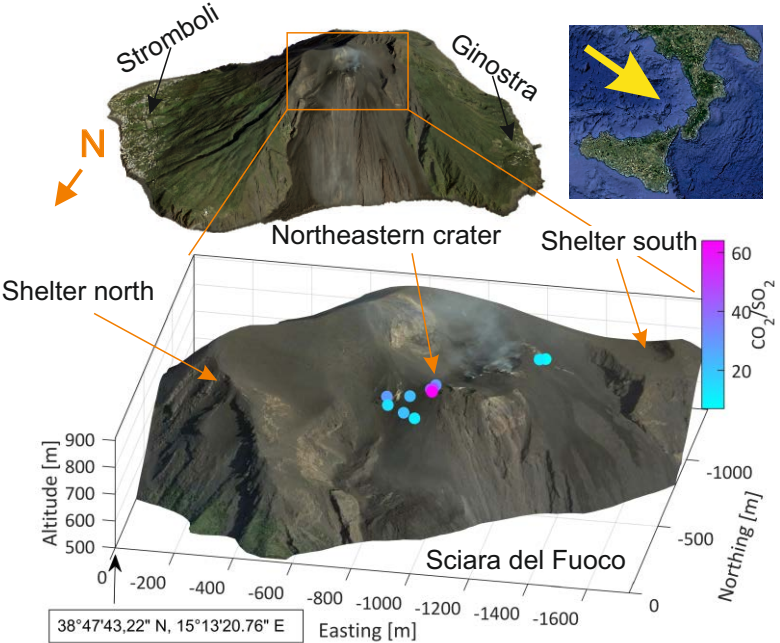 Stromboli
Ginostra
N
Northeastern crater
Shelter south
Shelter north
60
40
20
CO₂/SO₂
900
800
700
600
500
Altitude [m]
0
-200
-400
-600
-800
-1000
-1200
-1400
-1600
Easting [m]
-1000
-500
0
Northing [m]
Sciara del Fuoco
38°47'43,22" N, 15°13'20.76" E